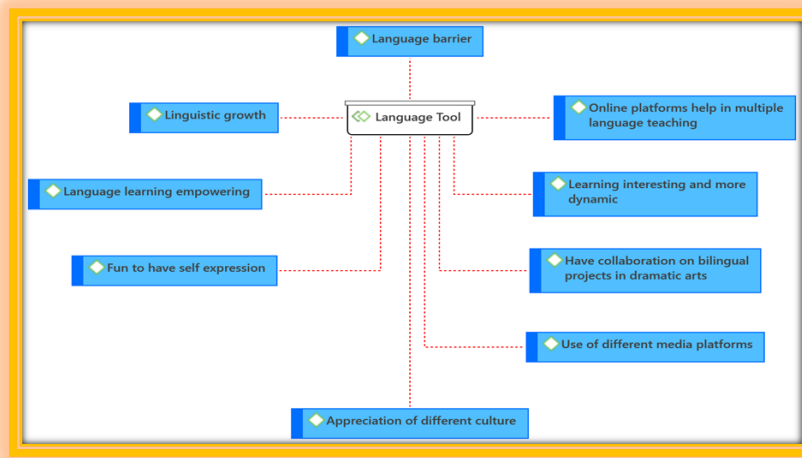 Language barrier
Linguistic growth
Language Tool
Online platforms help in multiple
language teaching
Language learning empowering
Learning interesting and more
dynamic
Fun to have self expression
Have collaboration on bilingual
projects in dramatic arts
Use of different media platforms
Appreciation of different culture